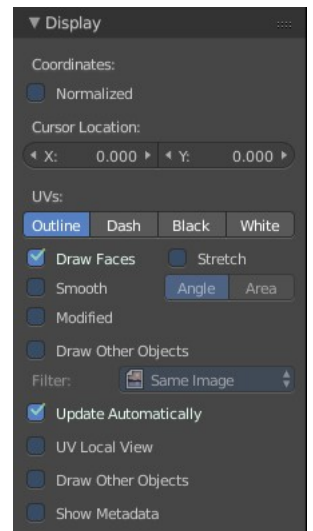 Display
Coordinates:
Normalized
Cursor Location:
X: 0.000 Y: 0.000
UVs:
Outline Dash Black White
Draw Faces Stretch
Smooth Angle Area
Modified
Draw Other Objects
Filter: Same Image
Update Automatically
UV Local View
Draw Other Objects
Show Metadata